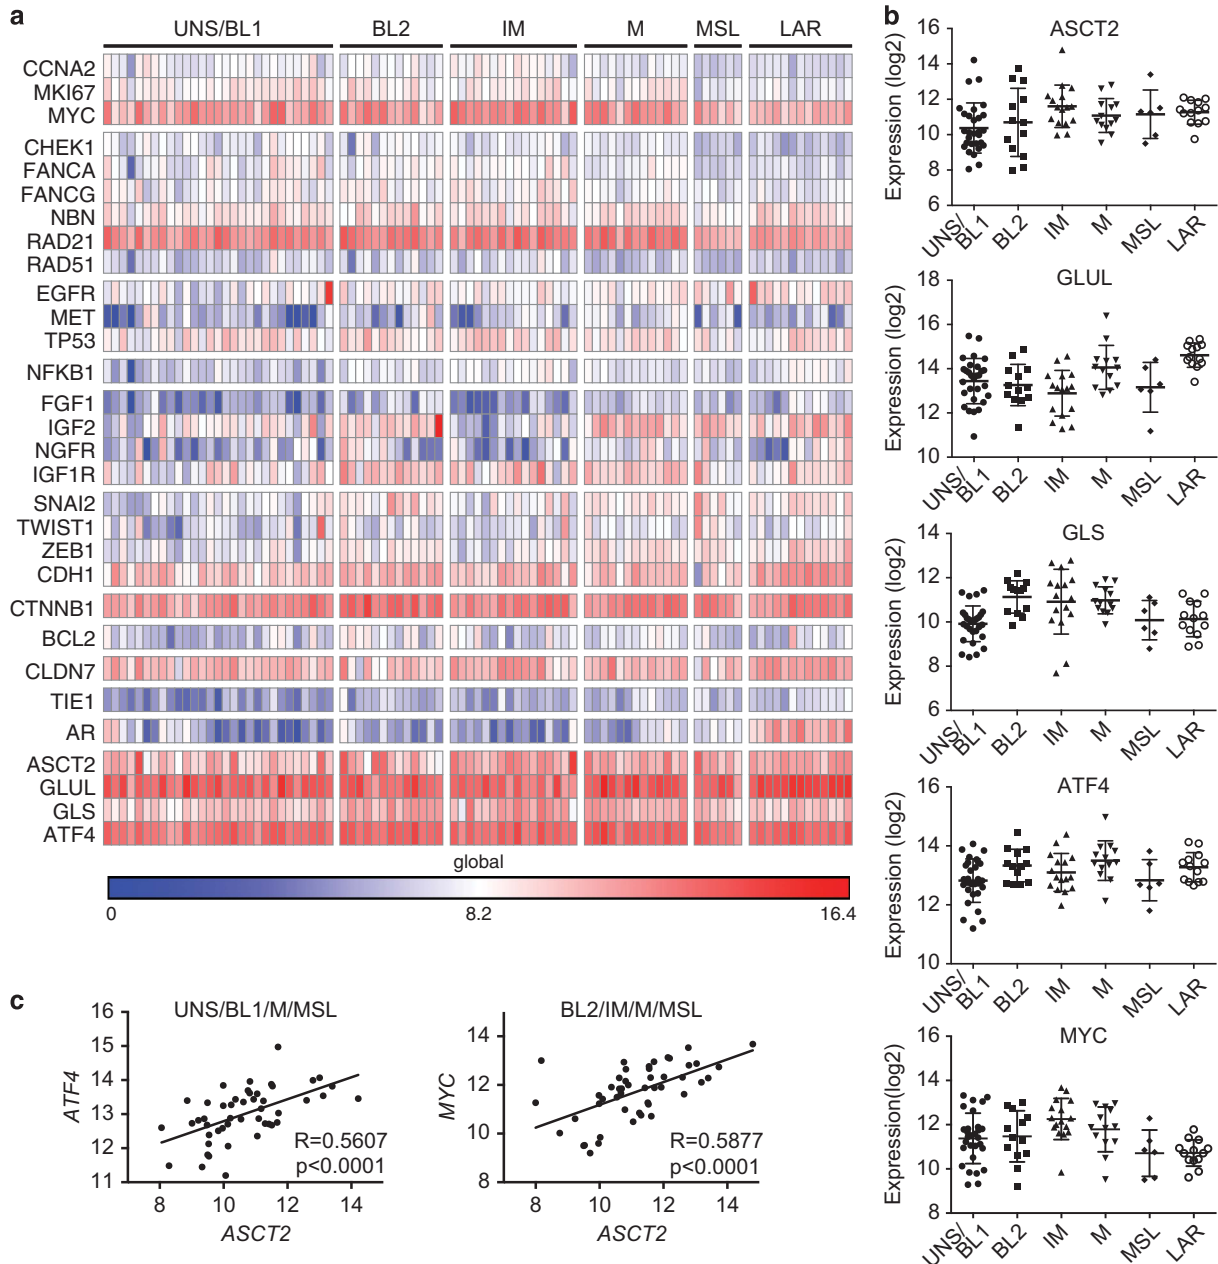 a
UNS/BL1 BL2 IM M MSL LAR
CCNA2
MKI67
MYC
CHEK1
FANCA
FANCG
NBN
RAD21
RAD51
EGFR
MET
TP53
NFKB1
FGF1
IGF2
NGFR
IGF1R
SNAI2
TWIST1
ZEB1
CDH1
CTNNB1
BCL2
CLDN7
TIE1
AR
ASCT2
GLUL
GLS
ATF4
global
0 8.2 16.4
b
ASCT2
Expression (log2)
16
14
12
10
8
6
UNS/
BL1 BL2 IM M MSL LAR
GLUL
Expression (log2)
18
16
14
12
10
UNS/
BL1 BL2 IM M MSL LAR
GLS
Expression (log2)
14
12
10
8
6
UNS/
BL1 BL2 IM M MSL LAR
ATF4
Expression (log2)
16
14
12
10
UNS/
BL1 BL2 IM M MSL LAR
MYC
Expression(log2)
16
14
12
10
8
UNS/
BL1 BL2 IM M MSL LAR
c
UNS/BL1/M/MSL
ATF4
16
15
14
13
12
11
R=0.5607
p<0.0001
8 10 12 14
ASCT2
BL2/IM/M/MSL
MYC
14
12
10
8
R=0.5877
p<0.0001
8 10 12 14
ASCT2